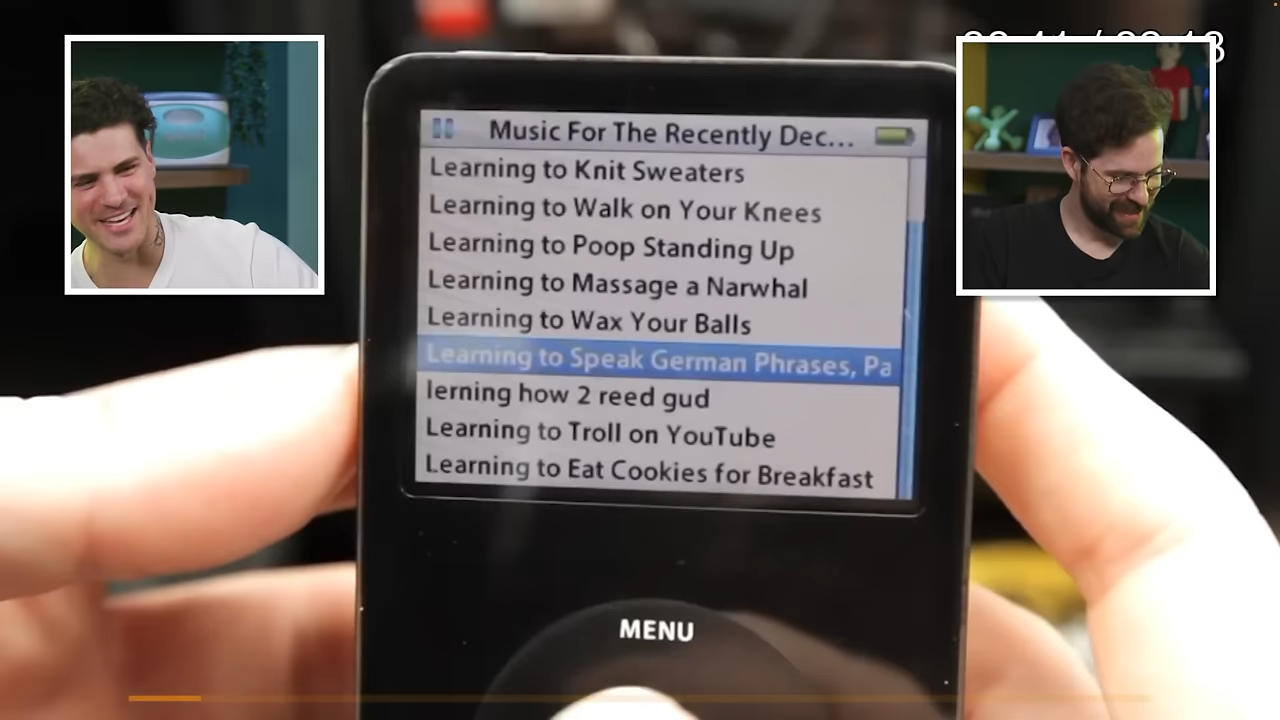 Music For The Recently Dec...
Learning to Knit Sweaters
Learning to Walk on Your Knees
Learning to Poop Standing Up
Learning to Massage a Narwhal
Learning to Wax Your Balls
Learning to Speak German Phrases, Pa
lerning how 2 reed gud
Learning to Troll on YouTube
Learning to Eat Cookies for Breakfast
MENU